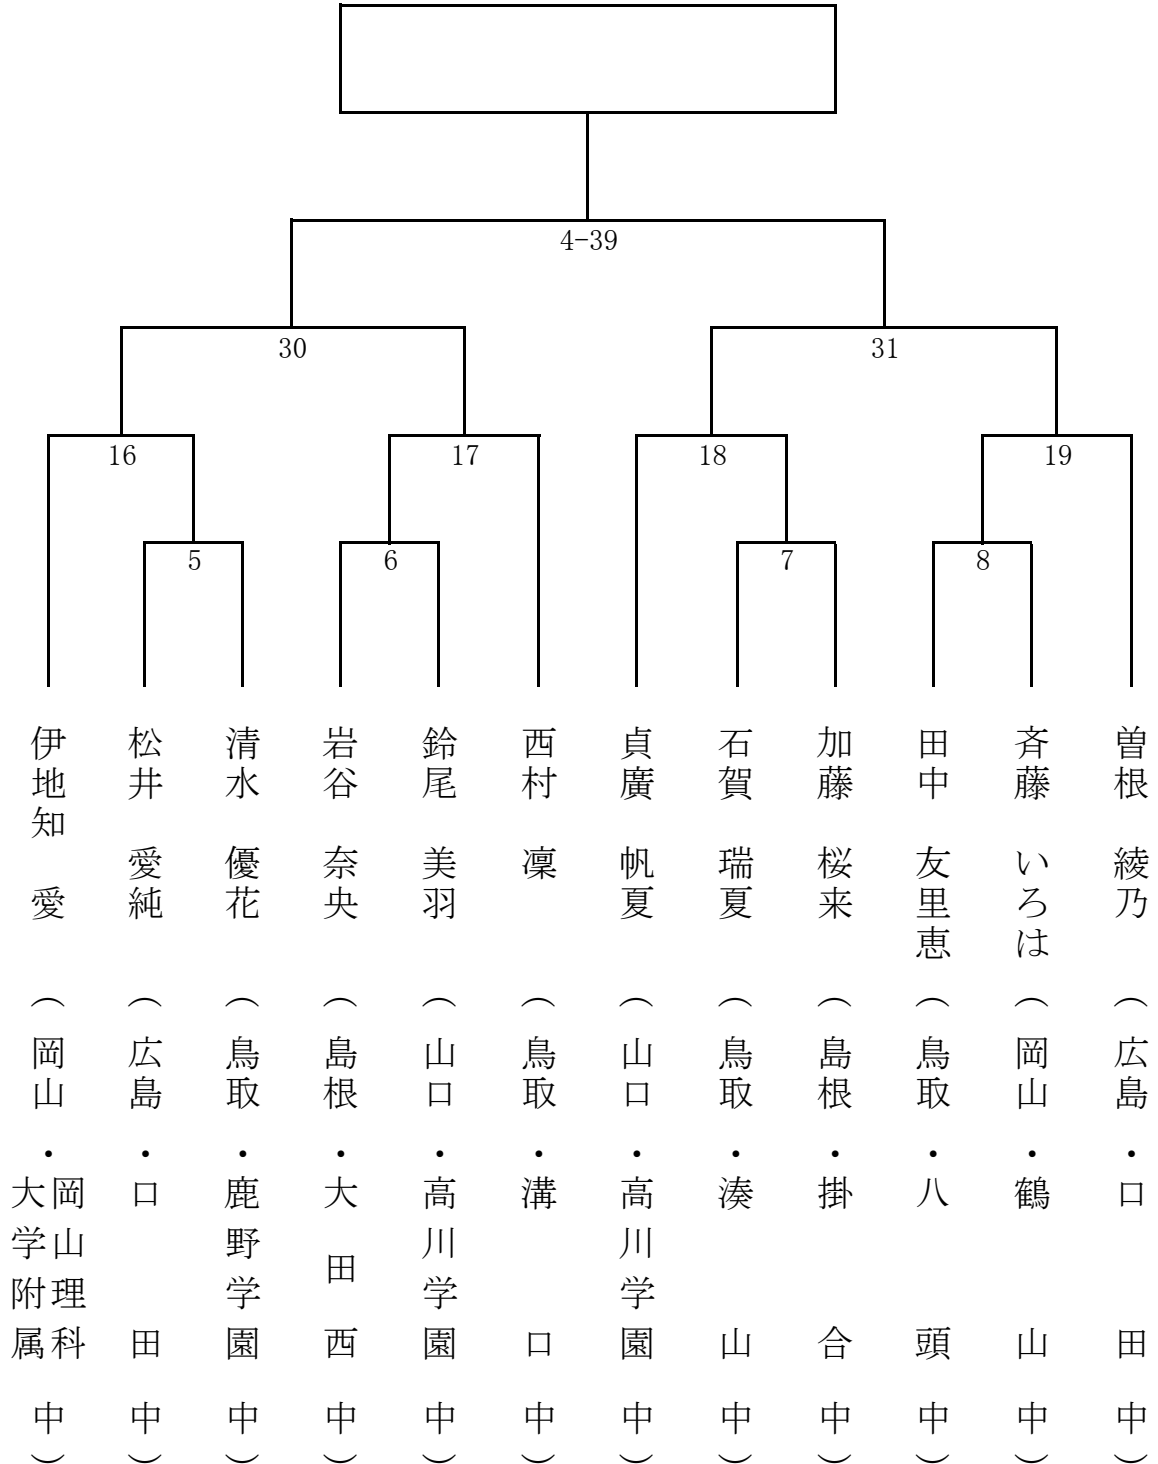 4-39
30
31
16
17
18
19
5
6
7
8
伊地知 愛 （岡山・岡山理科大学附属中）
松井 愛純 （広島・口田中）
清水 優花 （鳥取・鹿野学園中）
岩谷 奈央 （島根・大田西中）
鈴尾 美羽 （山口・高川学園中）
西村 凜 （鳥取・溝口中）
貞廣 帆夏 （山口・高川学園中）
石賀 瑞夏 （鳥取・湊山中）
加藤 桜来 （島根・掛合中）
田中 友里恵 （鳥取・八頭中）
斉藤 いろは （岡山・鶴山中）
曽根 綾乃 （広島・口田中）